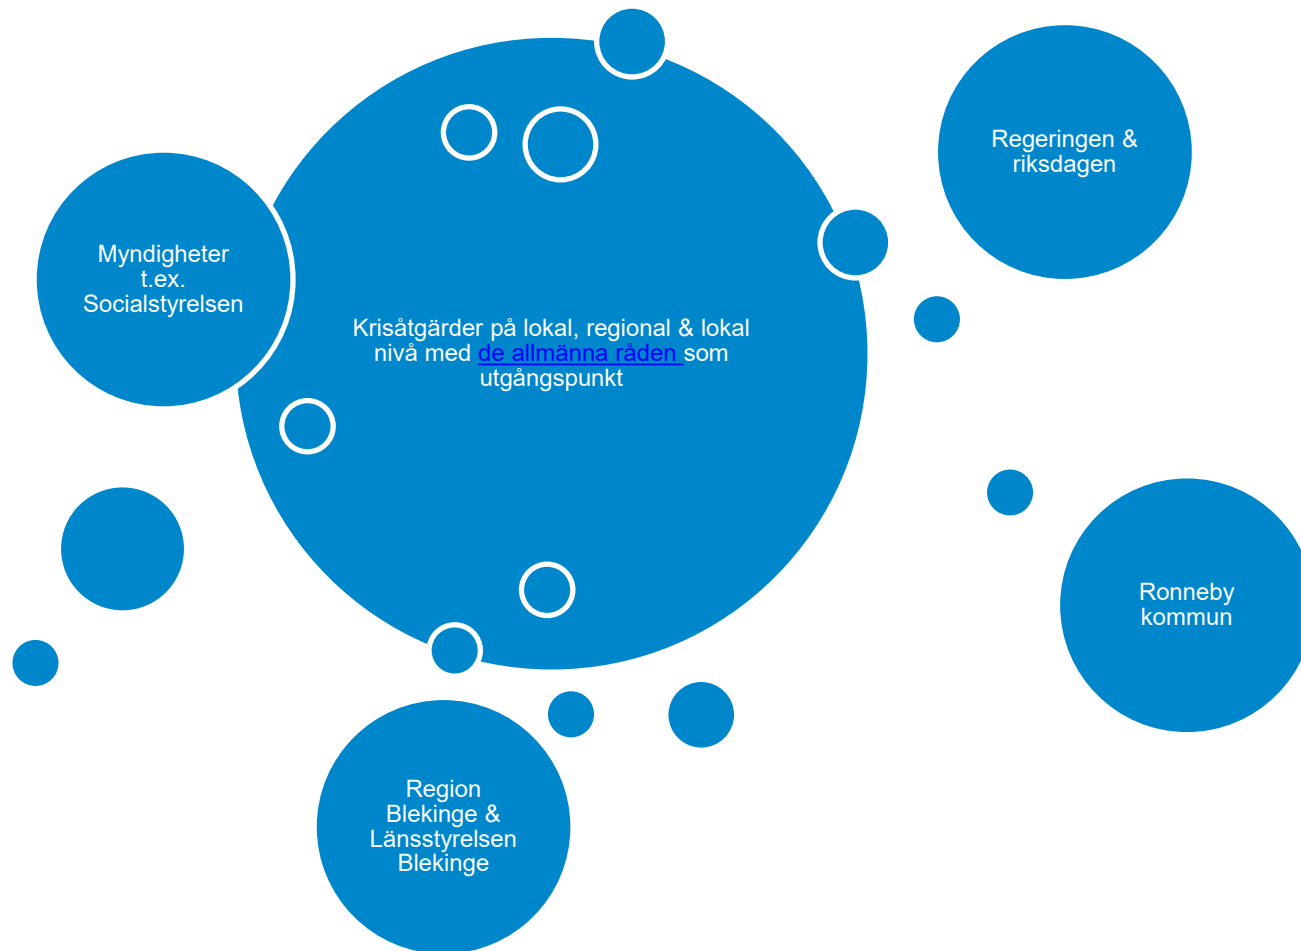 Regeringen &
riksdagen
Myndigheter
t.ex.
Socialstyrelsen
Krisåtgärder på lokal, regional & lokal
nivå med de allmänna råden som
utgångspunkt
Ronneby
kommun
Region
Blekinge &
Länsstyrelsen
Blekinge